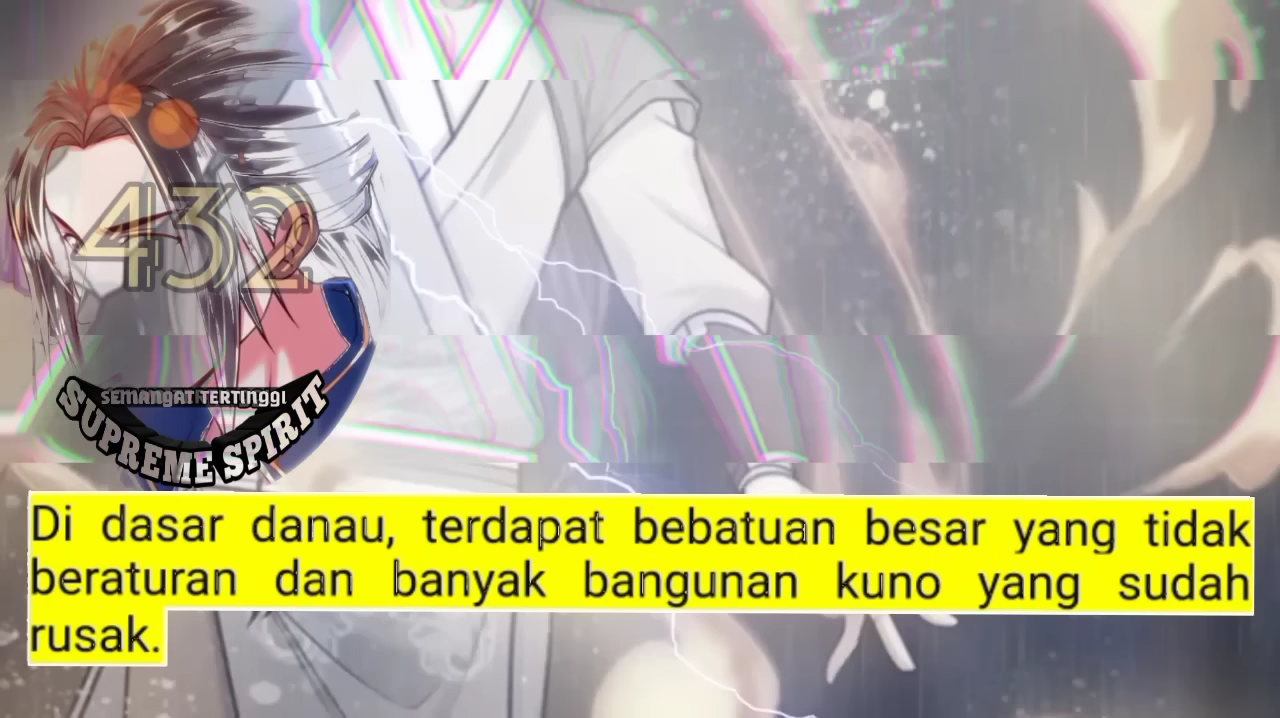 432
SEMANGAT TERTINGGI
SUPREME SPIRIT
Di dasar danau, terdapat bebatuan besar yang tidak
beraturan dan banyak bangunan kuno yang sudah
rusak.